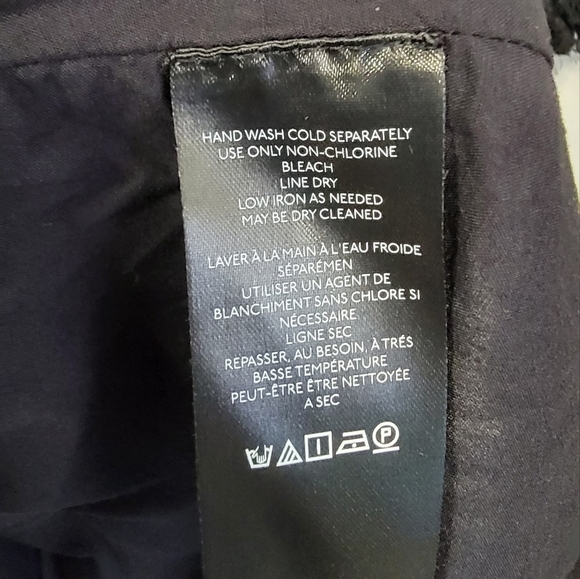 HAND WASH COLD SEPARATELY
USE ONLY NON-CHLORINE
BLEACH
LINE DRY
LOW IRON AS NEEDED
MAY BE DRY CLEANED
LAVER À LA MAIN À L'EAU FROIDE
SÉPARÉMEN
UTILISER UN AGENT DE
BLANCHIMENT SANS CHLORE SI
NÉCESSAIRE
LIGNE SEC
REPASSER, AU BESOIN, À TRÉS
BASSE TEMPÉRATURE
PEUT-ÊTRE ÊTRE NETTOYÉE
A SEC
P